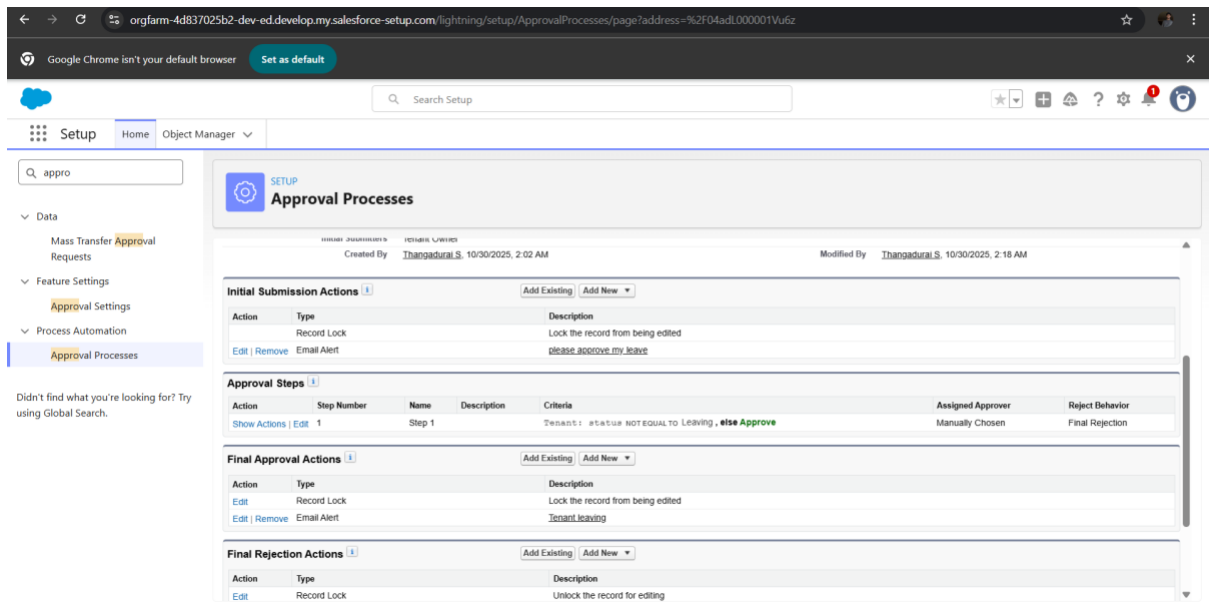 orgfarm-4d837025b2-dev-ed.develop.my.salesforce-setup.com/lightning/setup/ApprovalProcesses/page?address=%2F04adL000001Vu6z
Google Chrome isn't your default browser Set as default
Search Setup
1
Setup Home Object Manager
appro
SETUP
Approval Processes
Data
Mass Transfer Approval
Requests
Feature Settings
Approval Settings
Process Automation
Approval Processes
Didn't find what you're looking for? Try
using Global Search.
Initial Submitters Tenant Owner
Created By Thangadurai S, 10/30/2025, 2:02 AM Modified By Thangadurai S, 10/30/2025, 2:18 AM
Initial Submission Actions Add Existing Add New
Action Type Description
Record Lock Lock the record from being edited
Edit | Remove Email Alert please approve my leave
Approval Steps
Action Step Number Name Description Criteria Assigned Approver Reject Behavior
Show Actions | Edit 1 Step 1 Tenant: status NOT EQUAL TO Leaving , else Approve Manually Chosen Final Rejection
Final Approval Actions Add Existing Add New
Action Type Description
Edit Record Lock Lock the record from being edited
Edit | Remove Email Alert Tenant leaving
Final Rejection Actions Add Existing Add New
Action Type Description
Edit Record Lock Unlock the record for editing